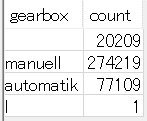 gearbox count
20209
manuell 274219
automatik 77109
l 1